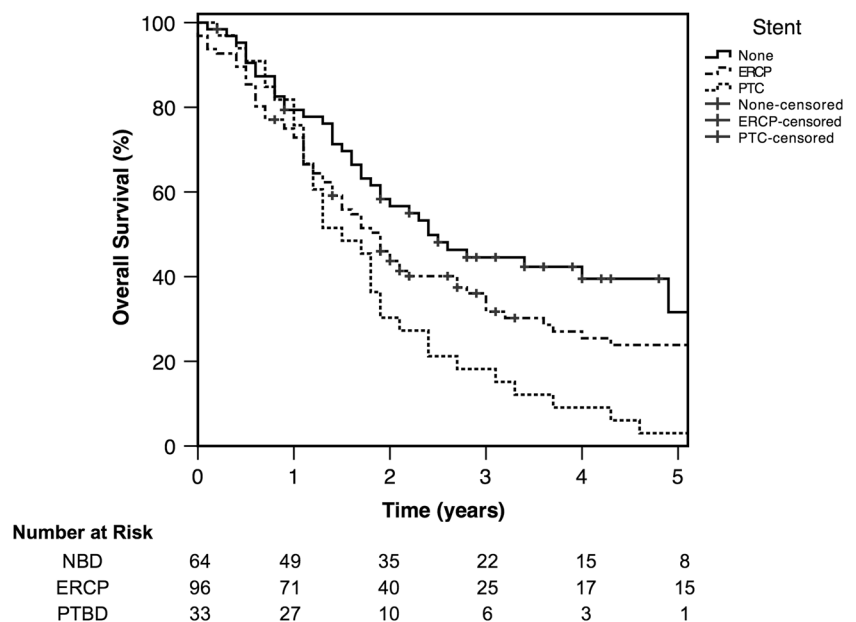 Stent
None
ERCP
PTC
None-censored
ERCP-censored
PTC-censored
Overall Survival (%)
100
80
60
40
20
0
0 1 2 3 4 5
Time (years)
Number at Risk
NBD 64 49 35 22 15 8
ERCP 96 71 40 25 17 15
PTBD 33 27 10 6 3 1